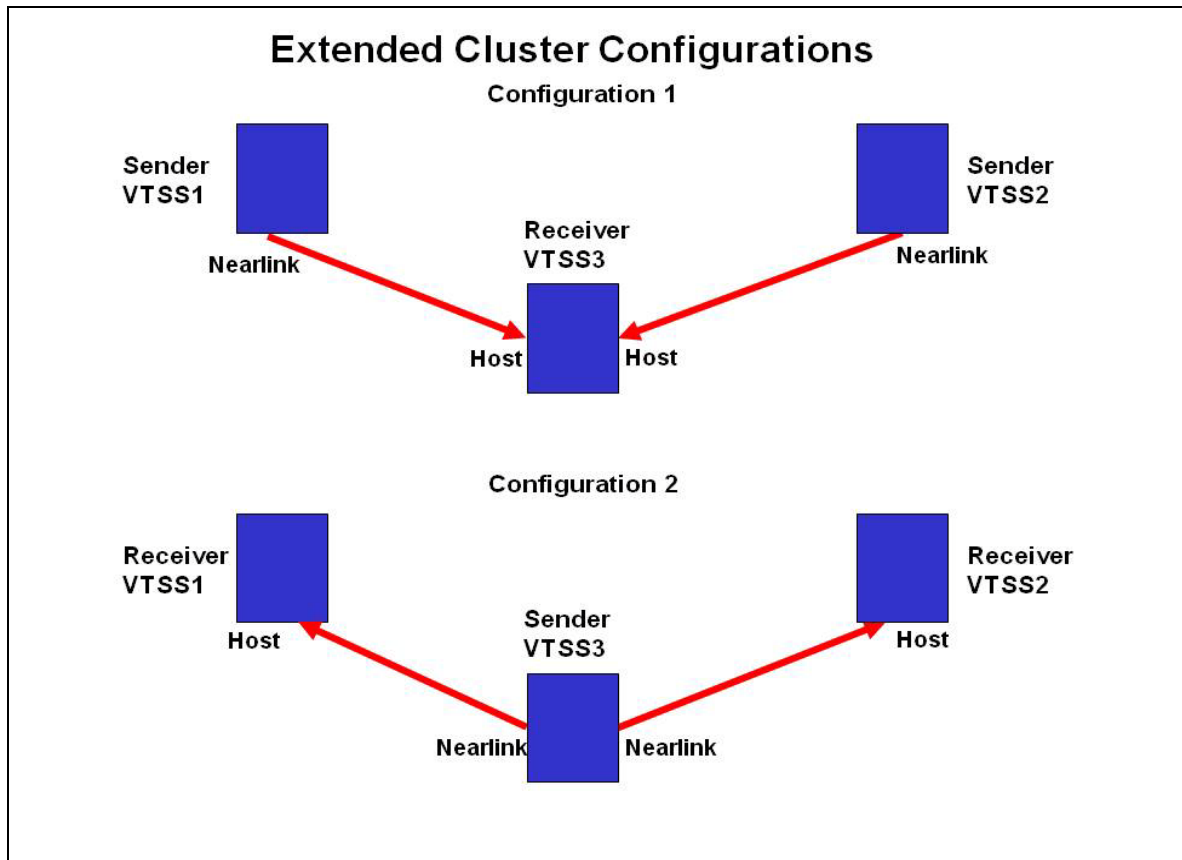 Extended Cluster Configurations
Configuration 1
Sender
VTSS1
Sender
VTSS2
Receiver
VTSS3
Nearlink
Nearlink
Host
Host
Configuration 2
Receiver
VTSS1
Receiver
VTSS2
Sender
VTSS3
Host
Host
Nearlink
Nearlink